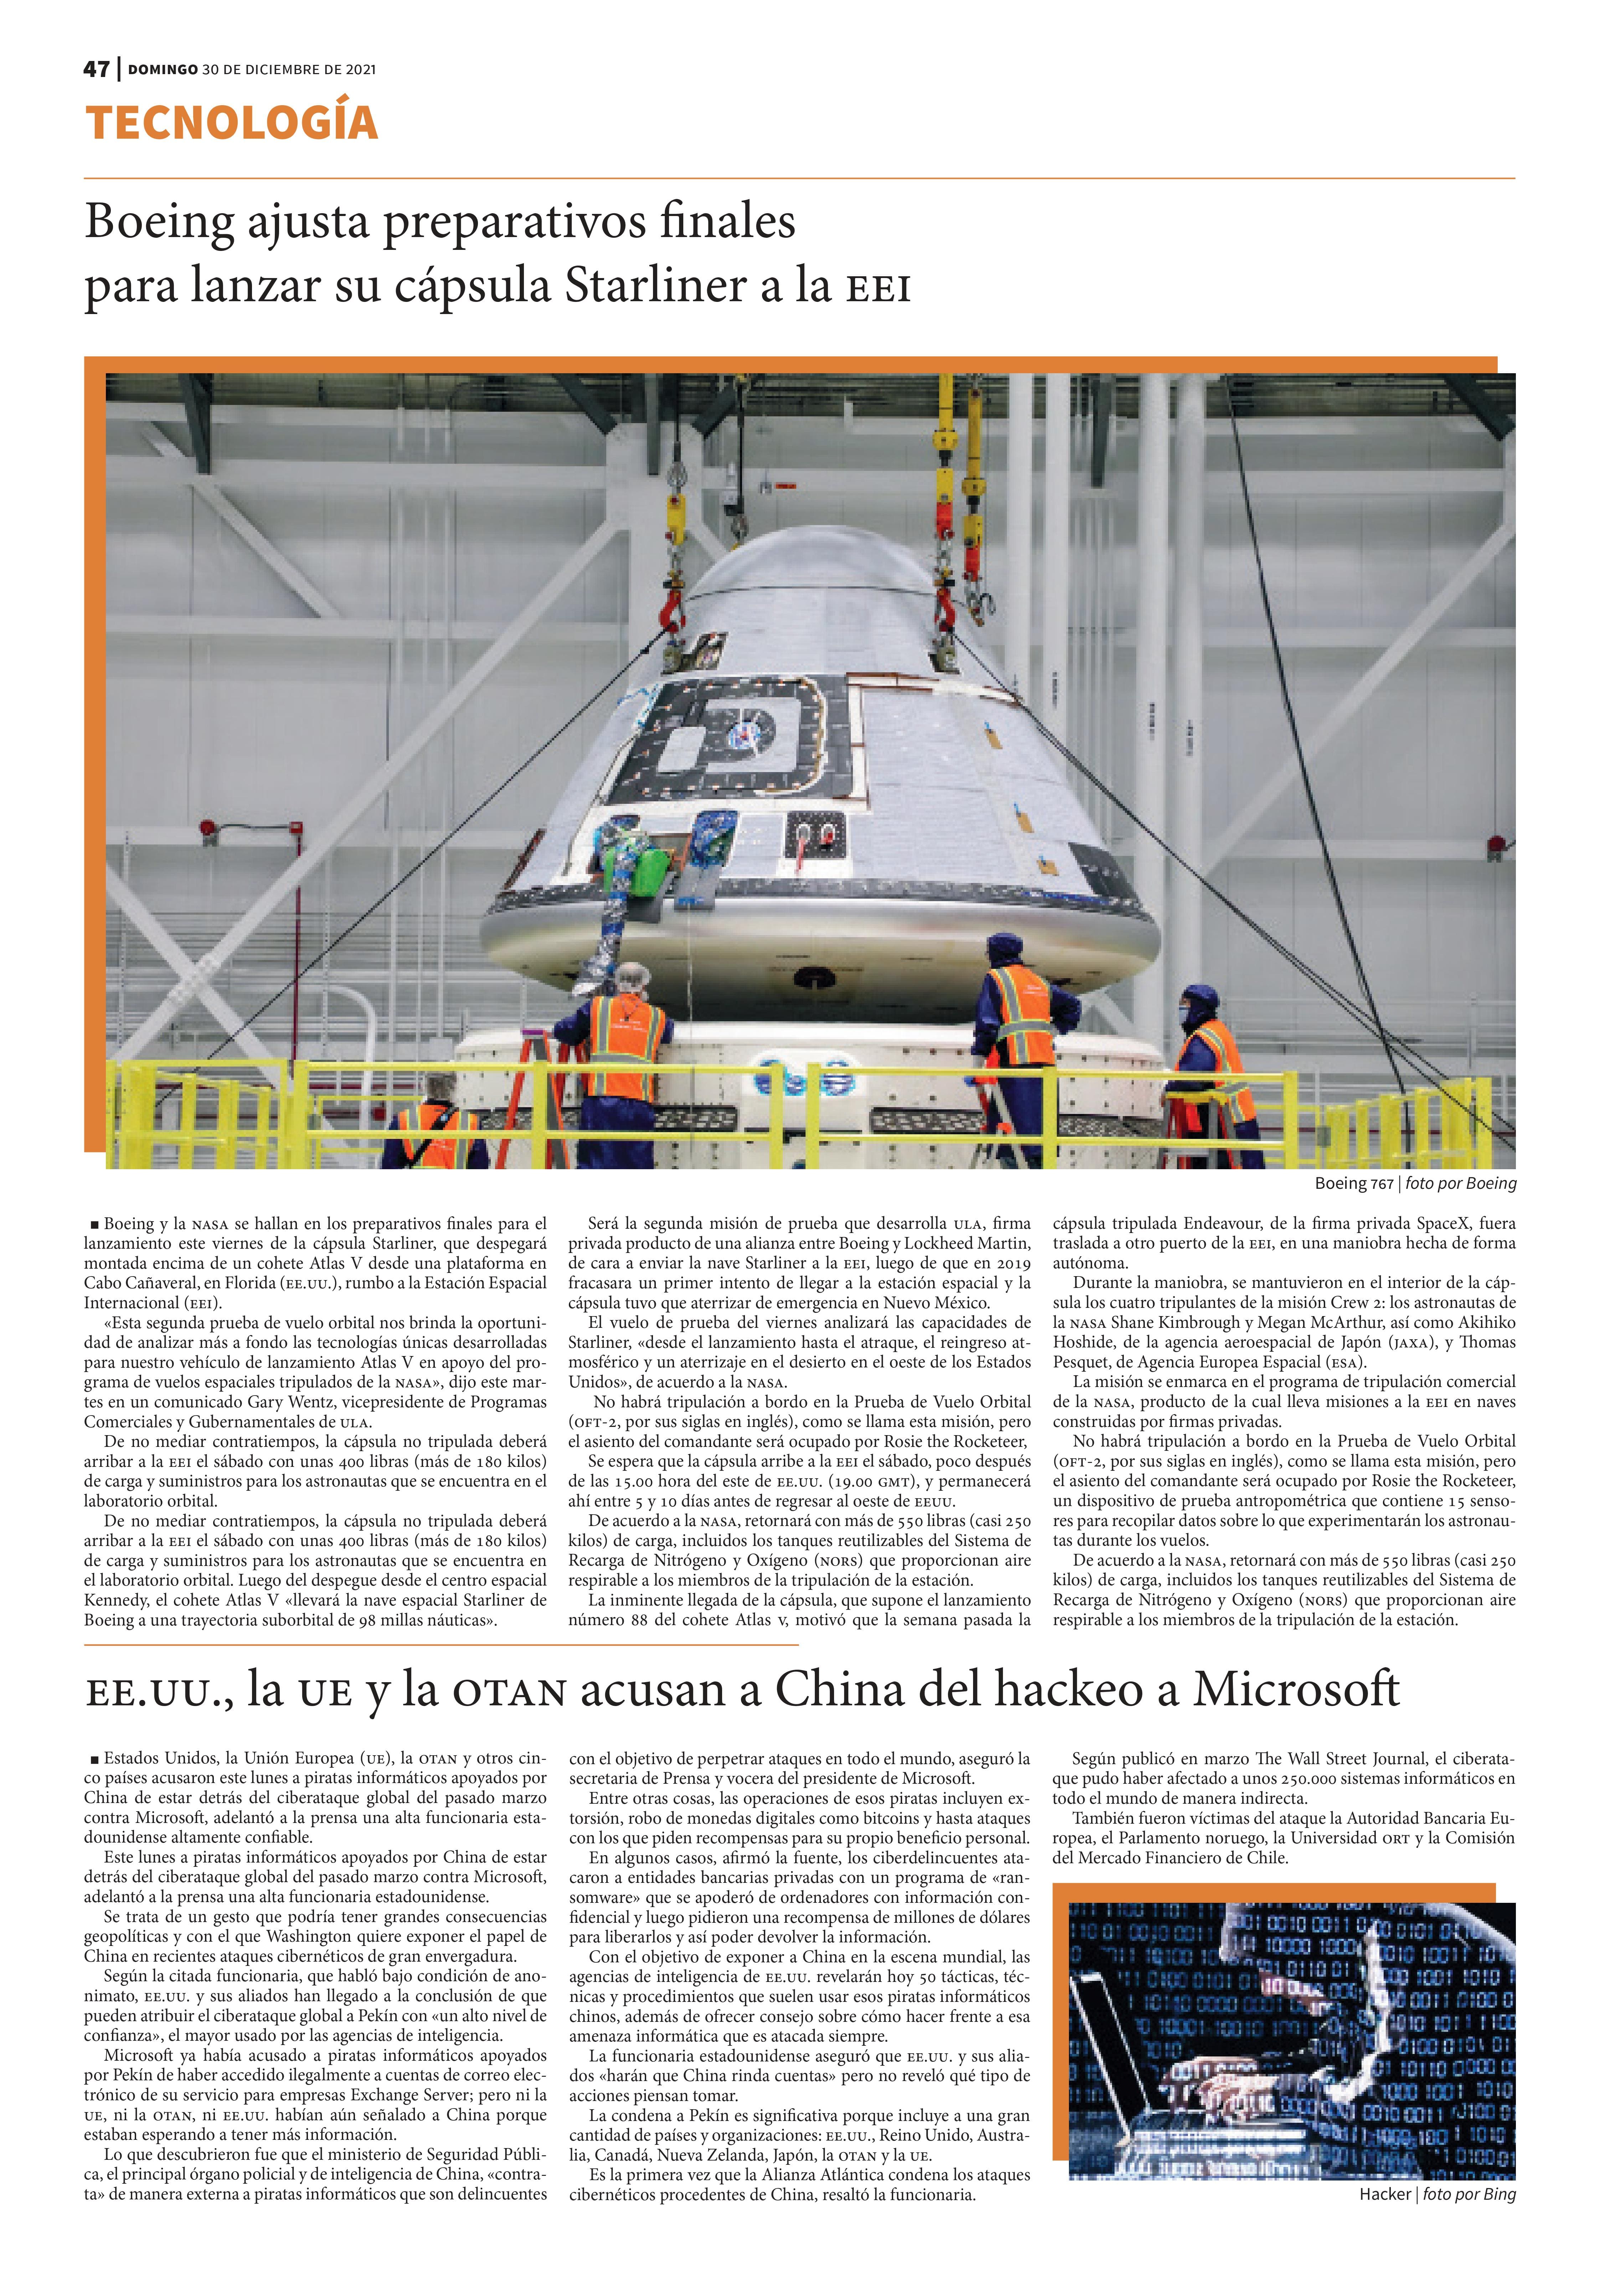 47 | DOMINGO 30 DE DICIEMBRE DE 2021
TECNOLOGÍA
Boeing ajusta preparativos finales
para lanzar su cápsula Starliner a la EEI
Boeing 767 | foto por Boeing
■ Boeing y la NASA se hallan en los preparativos finales para el
lanzamiento este viernes de la cápsula Starliner, que despegará
montada encima de un cohete Atlas V desde una plataforma en
Cabo Cañaveral, en Florida (EE.UU.), rumbo a la Estación Espacial
Internacional (EEI).
«Esta segunda prueba de vuelo orbital nos brinda la oportuni-
dad de analizar más a fondo las tecnologías únicas desarrolladas
para nuestro vehículo de lanzamiento Atlas V en apoyo del pro-
grama de vuelos espaciales tripulados de la NASA», dijo este mar-
tes en un comunicado Gary Wentz, vicepresidente de Programas
Comerciales y Gubernamentales de ULA.
De no mediar contratiempos, la cápsula no tripulada deberá
arribar a la EEI el sábado con unas 400 libras (más de 180 kilos)
de carga y suministros para los astronautas que se encuentra en el
laboratorio orbital.
De no mediar contratiempos, la cápsula no tripulada deberá
arribar a la EEI el sábado con unas 400 libras (más de 180 kilos)
de carga y suministros para los astronautas que se encuentra en
el laboratorio orbital. Luego del despegue desde el centro espacial
Kennedy, el cohete Atlas V «llevará la nave espacial Starliner de
Boeing a una trayectoria suborbital de 98 millas náuticas».
Será la segunda misión de prueba que desarrolla ULA, firma
privada producto de una alianza entre Boeing y Lockheed Martin,
de cara a enviar la nave Starliner a la EEI, luego de que en 2019
fracasara un primer intento de llegar a la estación espacial y la
cápsula tuvo que aterrizar de emergencia en Nuevo México.
El vuelo de prueba del viernes analizará las capacidades de
Starliner, «desde el lanzamiento hasta el atraque, el reingreso at-
mosférico y un aterrizaje en el desierto en el oeste de los Estados
Unidos», de acuerdo a la NASA.
No habrá tripulación a bordo en la Prueba de Vuelo Orbital
(OFT-2, por sus siglas en inglés), como se llama esta misión, pero
el asiento del comandante será ocupado por Rosie the Rocketeer,
Se espera que la cápsula arribe a la EEI el sábado, poco después
de las 15.00 hora del este de EE.UU. (19.00 GMT), y permanecerá
ahí entre 5 y 10 días antes de regresar al oeste de EEUU.
De acuerdo a la NASA, retornará con más de 550 libras (casi 250
kilos) de carga, incluidos los tanques reutilizables del Sistema de
Recarga de Nitrógeno y Oxígeno (NORS) que proporcionan aire
respirable a los miembros de la tripulación de la estación.
La inminente llegada de la cápsula, que supone el lanzamiento
número 88 del cohete Atlas v, motivó que la semana pasada la
cápsula tripulada Endeavour, de la firma privada SpaceX, fuera
traslada a otro puerto de la EEI, en una maniobra hecha de forma
autónoma.
Durante la maniobra, se mantuvieron en el interior de la cáp-
sula los cuatro tripulantes de la misión Crew 2: los astronautas de
la NASA Shane Kimbrough y Megan McArthur, así como Akihiko
Hoshide, de la agencia aeroespacial de Japón (JAXA), y Thomas
Pesquet, de Agencia Europea Espacial (ESA).
La misión se enmarca en el programa de tripulación comercial
de la NASA, producto de la cual lleva misiones a la EEI en naves
construidas por firmas privadas.
No habrá tripulación a bordo en la Prueba de Vuelo Orbital
(OFT-2, por sus siglas en inglés), como se llama esta misión, pero
el asiento del comandante será ocupado por Rosie the Rocketeer,
un dispositivo de prueba antropométrica que contiene 15 senso-
res para recopilar datos sobre lo que experimentarán los astronau-
tas durante los vuelos.
De acuerdo a la NASA, retornará con más de 550 libras (casi 250
kilos) de carga, incluidos los tanques reutilizables del Sistema de
Recarga de Nitrógeno y Oxígeno (NORS) que proporcionan aire
respirable a los miembros de la tripulación de la estación.
EE.UU., la UE y la OTAN acusan a China del hackeo a Microsoft
■ Estados Unidos, la Unión Europea (UE), la OTAN y otros cin-
co países acusaron este lunes a piratas informáticos apoyados por
China de estar detrás del ciberataque global del pasado marzo
contra Microsoft, adelantó a la prensa una alta funcionaria esta-
dounidense altamente confiable.
Este lunes a piratas informáticos apoyados por China de estar
detrás del ciberataque global del pasado marzo contra Microsoft,
adelantó a la prensa una alta funcionaria estadounidense.
Se trata de un gesto que podría tener grandes consecuencias
geopolíticas y con el que Washington quiere exponer el papel de
China en recientes ataques cibernéticos de gran envergadura.
Según la citada funcionaria, que habló bajo condición de ano-
nimato, EE.UU. y sus aliados han llegado a la conclusión de que
pueden atribuir el ciberataque global a Pekín con «un alto nivel de
confianza», el mayor usado por las agencias de inteligencia.
Microsoft ya había acusado a piratas informáticos apoyados
por Pekín de haber accedido ilegalmente a cuentas de correo elec-
trónico de su servicio para empresas Exchange Server; pero ni la
UE, ni la OTAN, ni EE.UU. habían aún señalado a China porque
estaban esperando a tener más información.
Lo que descubrieron fue que el ministerio de Seguridad Públi-
ca, el principal órgano policial y de inteligencia de China, «contra-
ta» de manera externa a piratas informáticos que son delincuentes
con el objetivo de perpetrar ataques en todo el mundo, aseguró la
secretaria de Prensa y vocera del presidente de Microsoft.
Entre otras cosas, las operaciones de esos piratas incluyen ex-
torsión, robo de monedas digitales como bitcoins y hasta ataques
con los que piden recompensas para su propio beneficio personal.
En algunos casos, afirmó la fuente, los ciberdelincuentes ata-
caron a entidades bancarias privadas con un programa de «ran-
somware» que se apoderó de ordenadores con información con-
fidencial y luego pidieron una recompensa de millones de dólares
para liberarlos y así poder devolver la información.
Con el objetivo de exponer a China en la escena mundial, las
agencias de inteligencia de EE.UU. revelarán hoy 50 tácticas, téc-
nicas y procedimientos que suelen usar esos piratas informáticos
chinos, además de ofrecer consejo sobre cómo hacer frente a esa
amenaza informática que es atacada siempre.
La funcionaria estadounidense aseguró que EE.UU. y sus alia-
dos «harán que China rinda cuentas» pero no reveló qué tipo de
acciones piensan tomar.
La condena a Pekín es significativa porque incluye a una gran
cantidad de países y organizaciones: EE.UU., Reino Unido, Austra-
lia, Canadá, Nueva Zelanda, Japón, la OTAN y la UE.
Es la primera vez que la Alianza Atlántica condena los ataques
cibernéticos procedentes de China, resaltó la funcionaria.
Según publicó en marzo The Wall Street Journal, el ciberata-
que pudo haber afectado a unos 250.000 sistemas informáticos en
todo el mundo de manera indirecta.
También fueron víctimas del ataque la Autoridad Bancaria Eu-
ropea, el Parlamento noruego, la Universidad ORT y la Comisión
del Mercado Financiero de Chile.
Hacker | foto por Bing